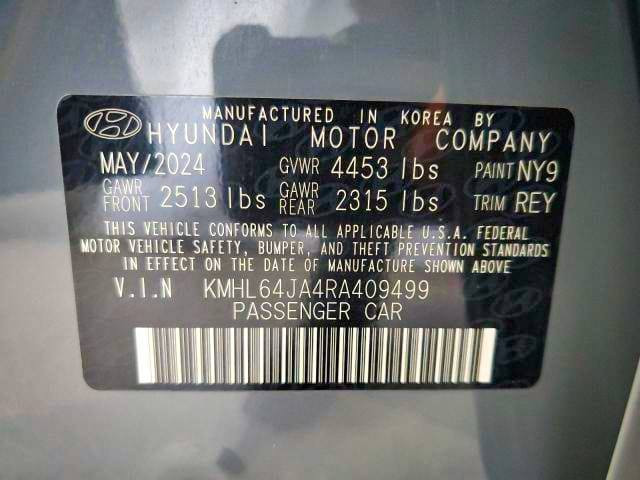 MANUFACTURED IN KOREA BY
HYUNDAI MOTOR COMPANY
MAY/2024 GVWR 4453 lbs PAINT NY9
GAWR FRONT 2513 lbs GAWR REAR 2315 lbs TRIM REY
THIS VEHICLE CONFORMS TO ALL APPLICABLE U.S.A. FEDERAL
MOTOR VEHICLE SAFETY, BUMPER, AND THEFT PREVENTION STANDARDS
IN EFFECT ON THE DATE OF MANUFACTURE SHOWN ABOVE
V.I.N KMHL64JA4RA409499
PASSENGER CAR